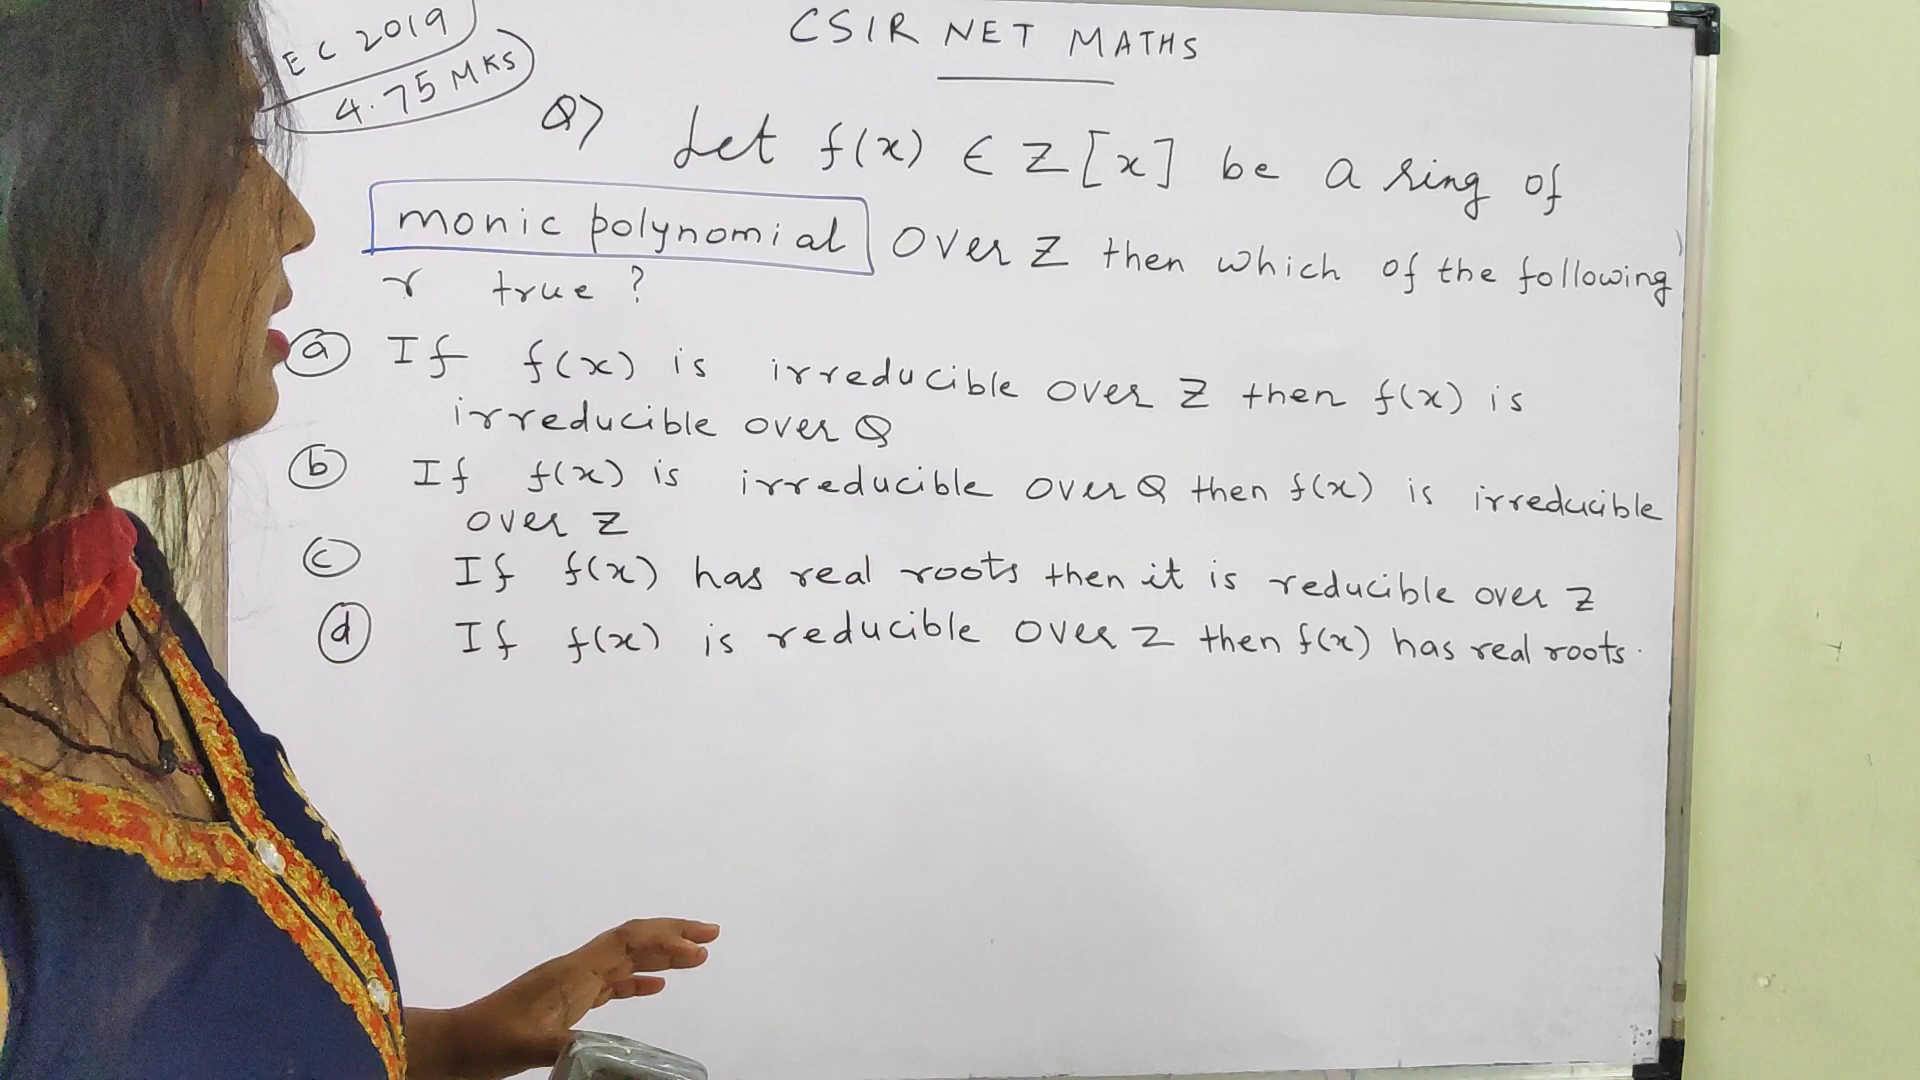 EC 2019
4.75 MKS
CSIR NET MATHS
Q> Let f(x) ∈ Z[x] be a ring of
monic polynomial over Z then which of the following
r true ?
(a) If f(x) is irreducible over Z then f(x) is
irreducible over Q
(b) If f(x) is irreducible over Q then f(x) is irreducible
over Z
(c) If f(x) has real roots then it is reducible over Z
(d) If f(x) is reducible over Z then f(x) has real roots.